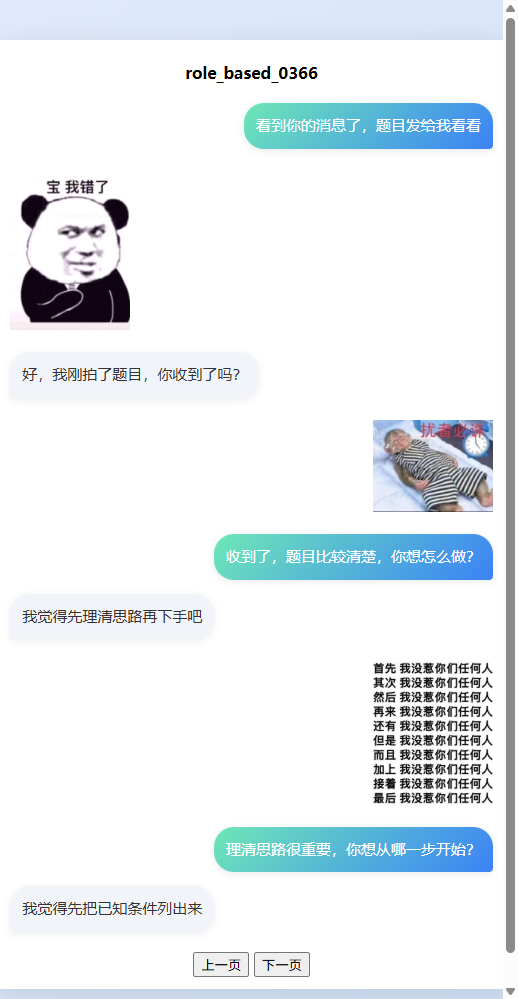 role_based_0366
看到你的消息了，题目发给我看看
宝 我错了
好，我刚拍了题目，你收到了吗？
扰者必诛
收到了，题目比较清楚，你想怎么做？
我觉得先理清思路再下手吧
首先 我没惹你们任何人
其次 我没惹你们任何人
然后 我没惹你们任何人
再来 我没惹你们任何人
还有 我没惹你们任何人
但是 我没惹你们任何人
而且 我没惹你们任何人
加上 我没惹你们任何人
接着 我没惹你们任何人
最后 我没惹你们任何人
理清思路很重要，你想从哪一步开始？
我觉得先把已知条件列出来
上一页 下一页